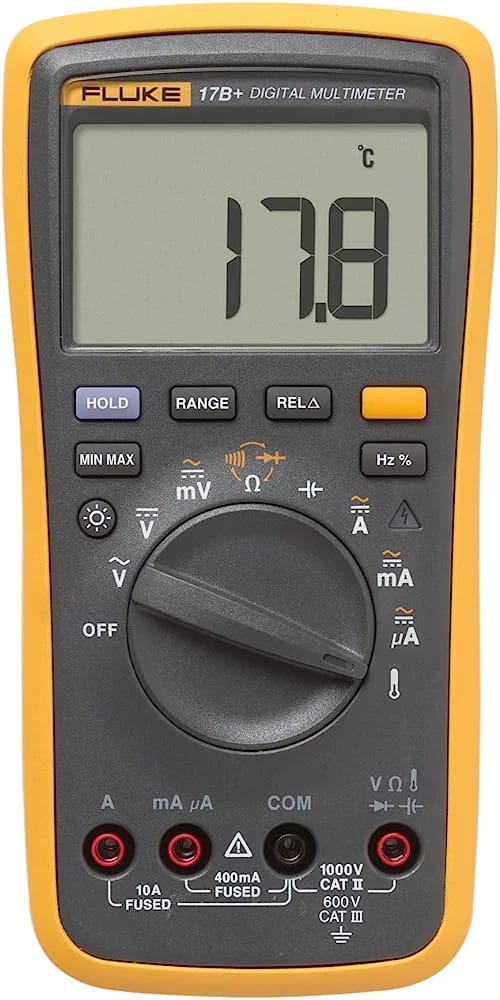 FLUKE 17B+ DIGITAL MULTIMETER
°C
17.8
HOLD RANGE REL△
MIN MAX Hz %
mV Ω
V A
mA
V
OFF μA
A mA μA COM V Ω
10A FUSED
400mA FUSED
1000V CAT II
600V CAT III